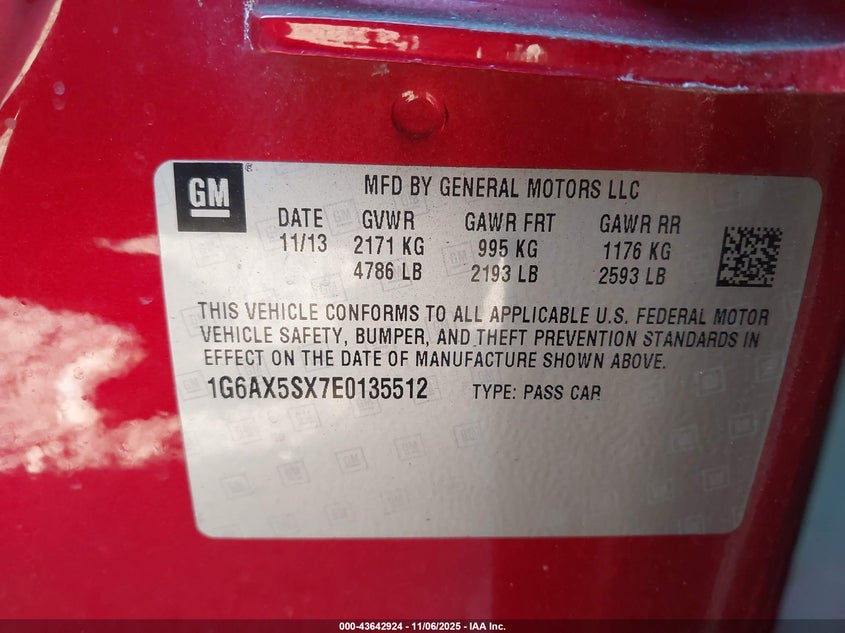 GM
MFD BY GENERAL MOTORS LLC
DATE GVWR GAWR FRT GAWR RR
11/13 2171 KG 995 KG 1176 KG
4786 LB 2193 LB 2593 LB
THIS VEHICLE CONFORMS TO ALL APPLICABLE U.S. FEDERAL MOTOR
VEHICLE SAFETY, BUMPER, AND THEFT PREVENTION STANDARDS IN
EFFECT ON THE DATE OF MANUFACTURE SHOWN ABOVE.
1G6AX5SX7E0135512 TYPE: PASS CAR
000-43642924 - 11/06/2025 - IAA Inc.